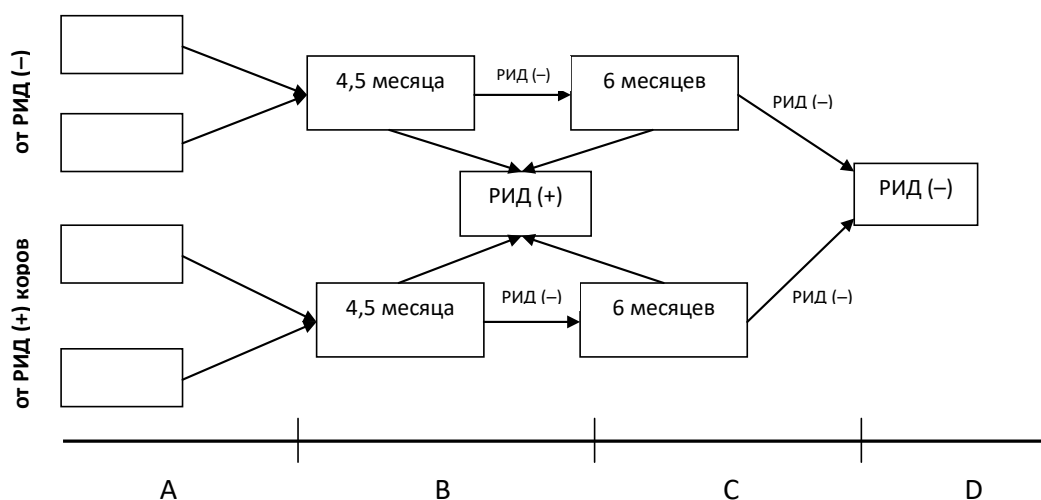 от РИД (–)
4,5 месяца
РИД (–)
6 месяцев
РИД (–)
РИД (+)
РИД (–)
от РИД (+) коров
4,5 месяца
РИД (–)
6 месяцев
РИД (–)
A
B
C
D